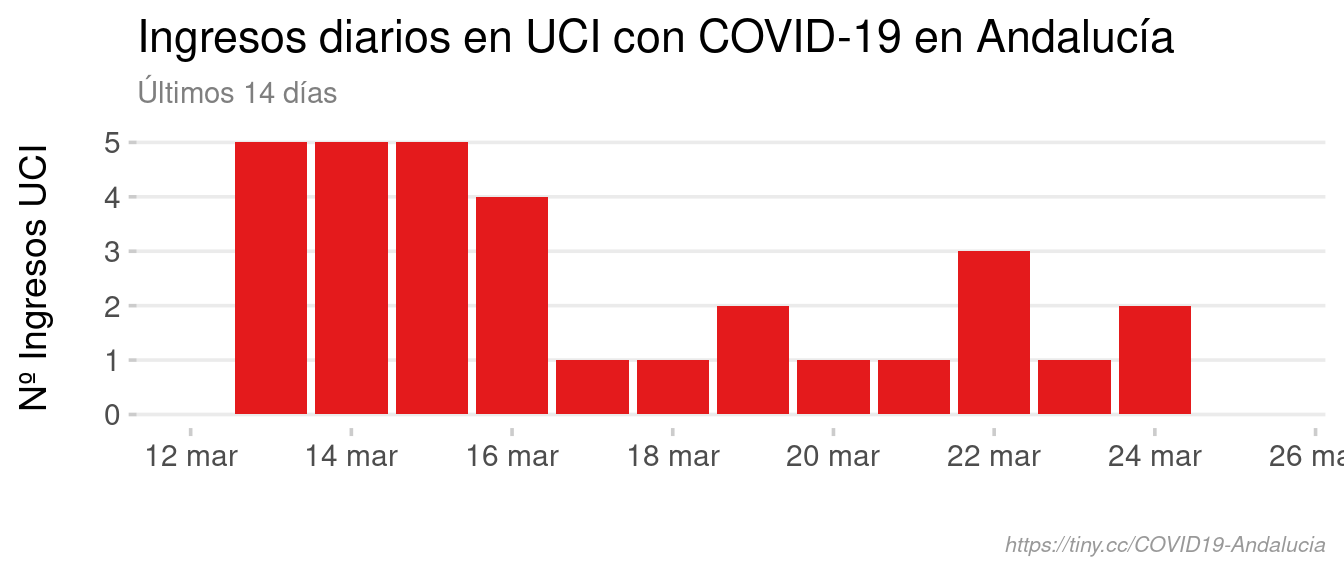 Ingresos diarios en UCI con COVID-19 en Andalucía
Últimos 14 días
Nº Ingresos UCI
5
4
3
2
1
0
12 mar 14 mar 16 mar 18 mar 20 mar 22 mar 24 mar 26 ma
https://tiny.cc/COVID19-Andalucia